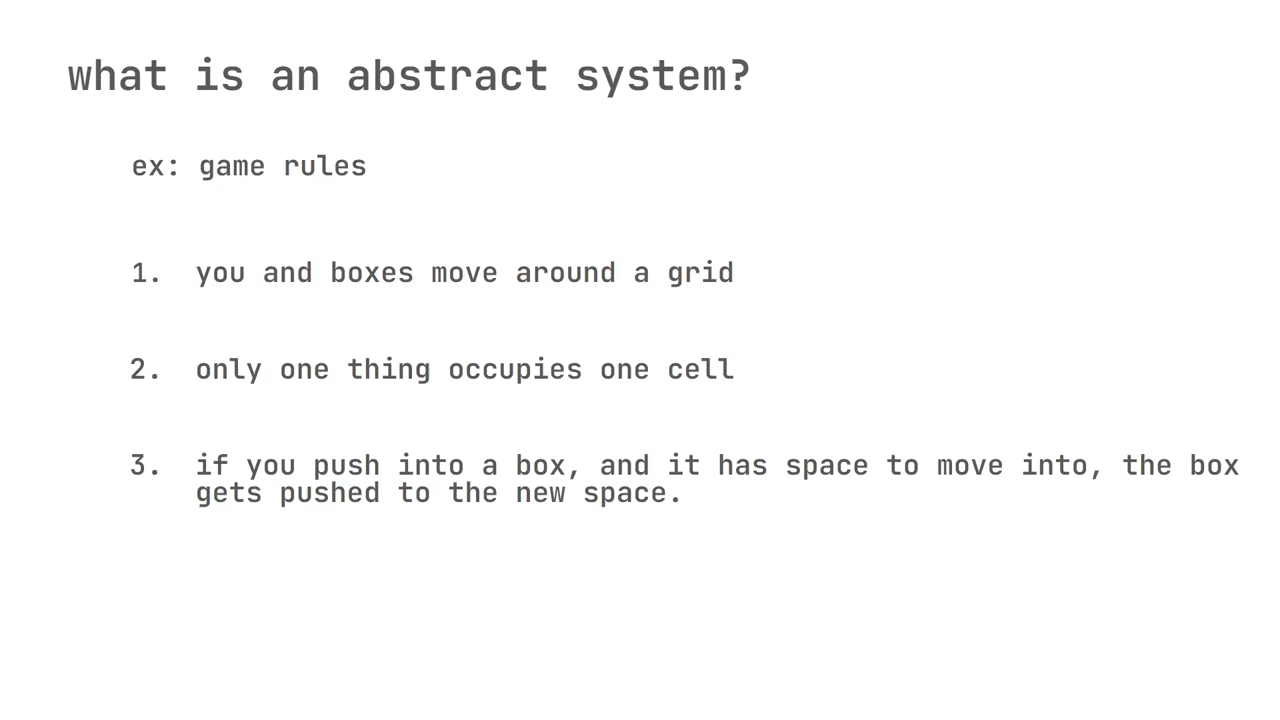 what is an abstract system?
ex: game rules
1. you and boxes move around a grid
2. only one thing occupies one cell
3. if you push into a box, and it has space to move into, the box
gets pushed to the new space.